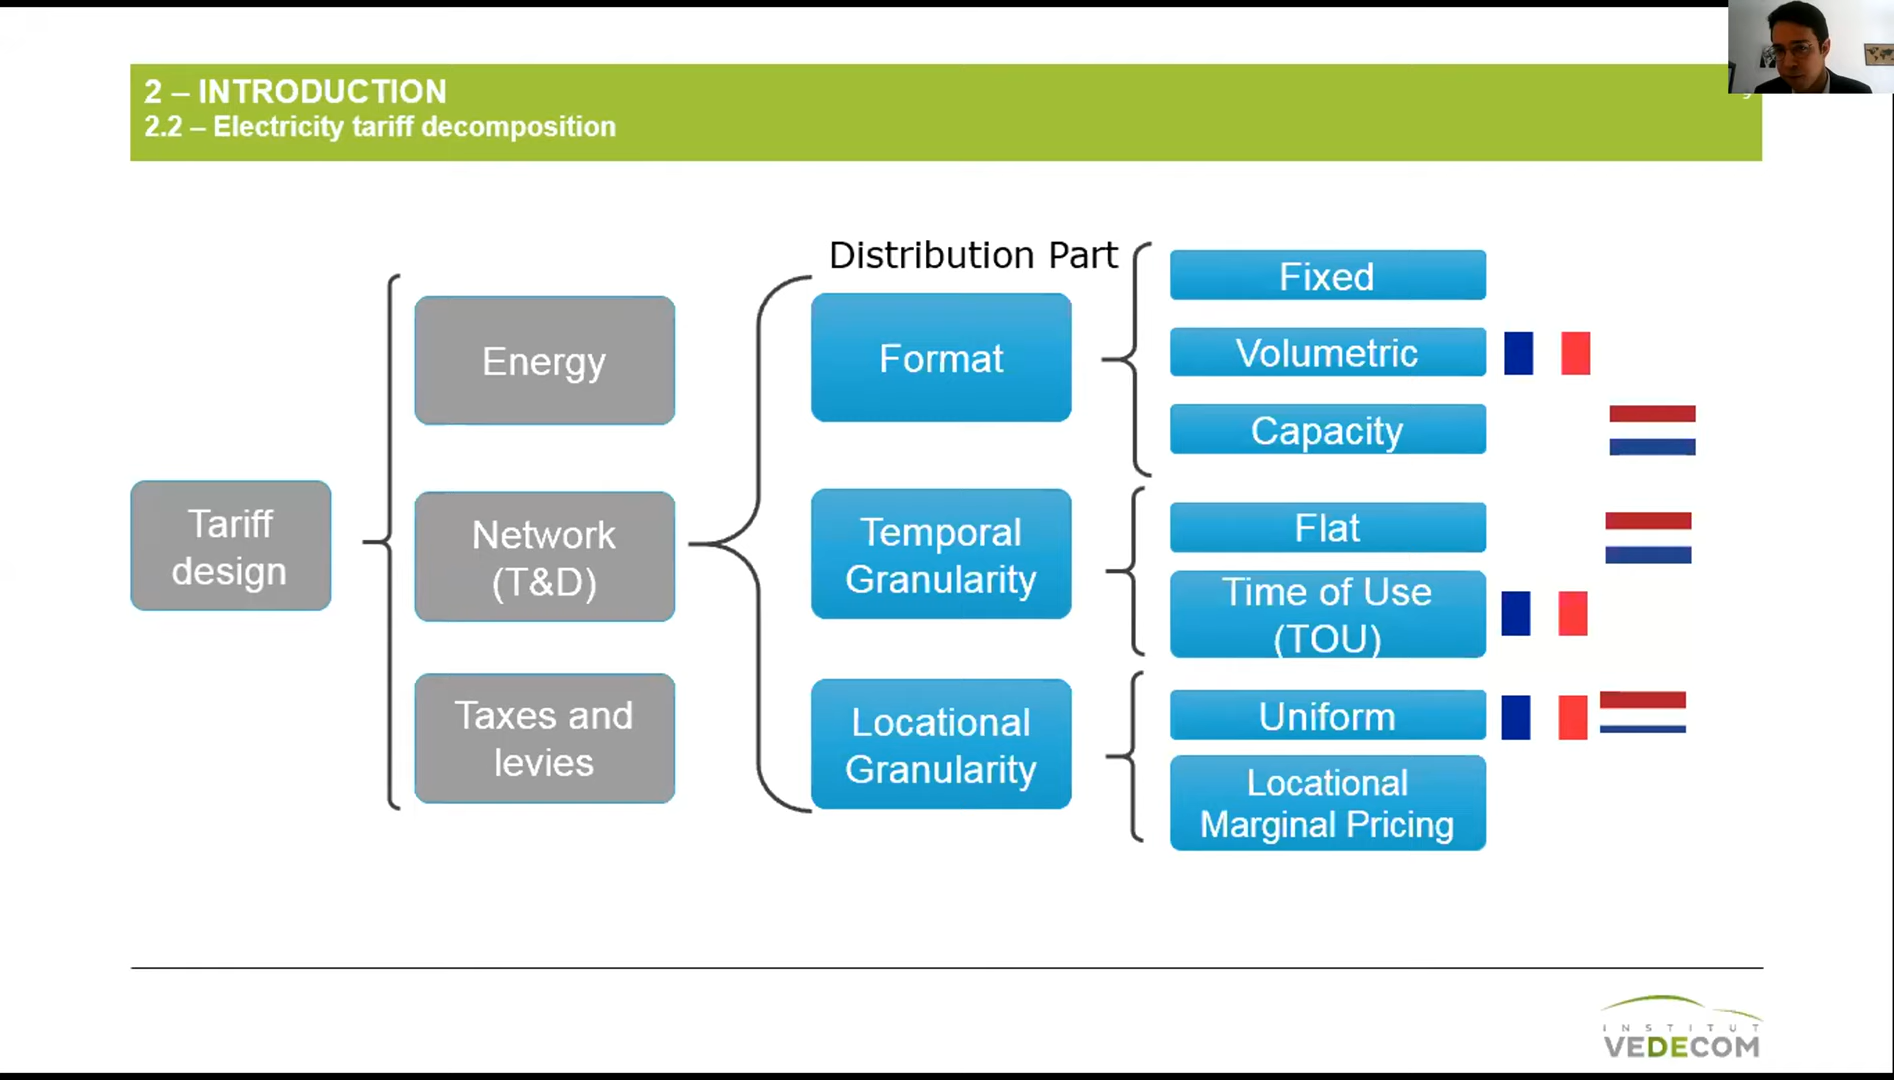 2 – INTRODUCTION
2.2 – Electricity tariff decomposition
Tariff
design
Energy
Network
(T&D)
Taxes and
levies
Distribution Part
Format
Temporal
Granularity
Locational
Granularity
Fixed
Volumetric
Capacity
Flat
Time of Use
(TOU)
Uniform
Locational
Marginal Pricing
INSTITUT
VEDECOM